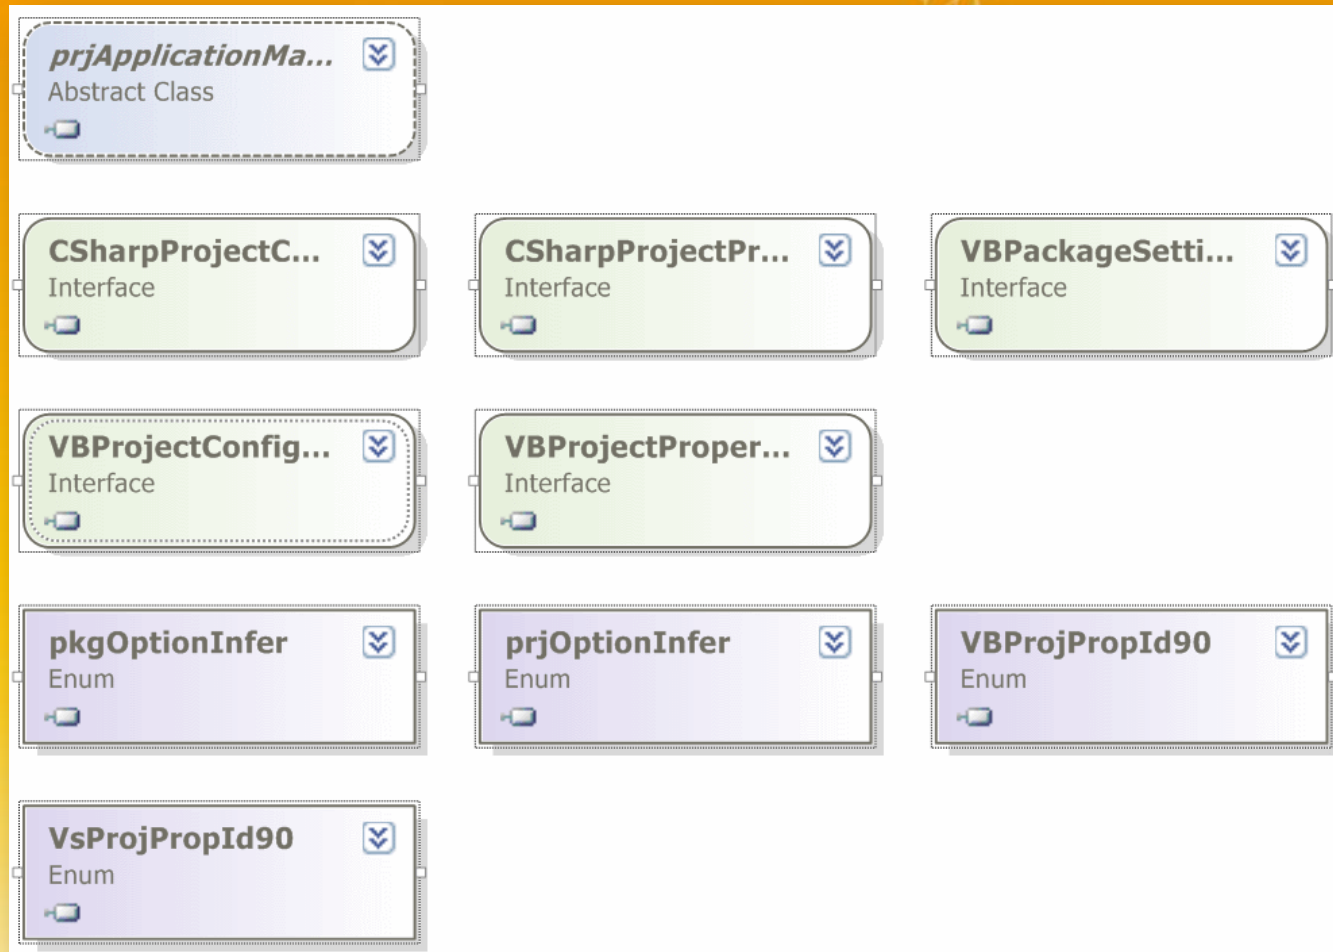 prjApplicationMa...
Abstract Class
CSharpProjectC...
Interface
CSharpProjectPr...
Interface
VBPackageSetti...
Interface
VBProjectConfig...
Interface
VBProjectProper...
Interface
pkgOptionInfer
Enum
prjOptionInfer
Enum
VBProjPropId90
Enum
VsProjPropId90
Enum